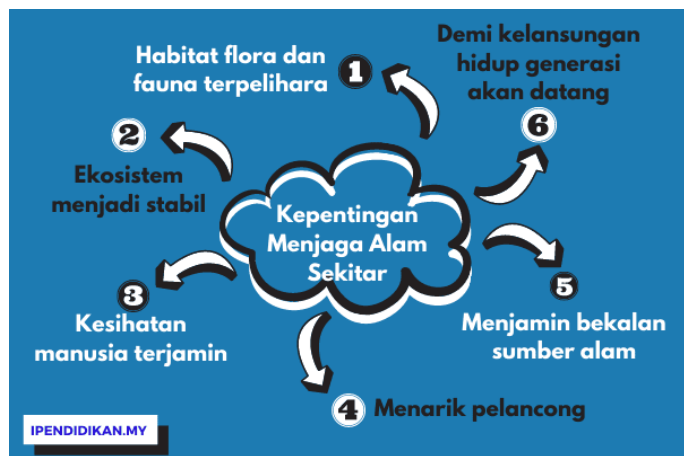 Kepentingan
Menjaga Alam
Sekitar
1
Habitat flora dan
fauna terpelihara
2
Ekosistem
menjadi stabil
3
Kesihatan
manusia terjamin
4
Menarik pelancong
5
Menjamin bekalan
sumber alam
Demi kelansungan
hidup generasi
akan datang
6
IPENDIDIKAN.MY